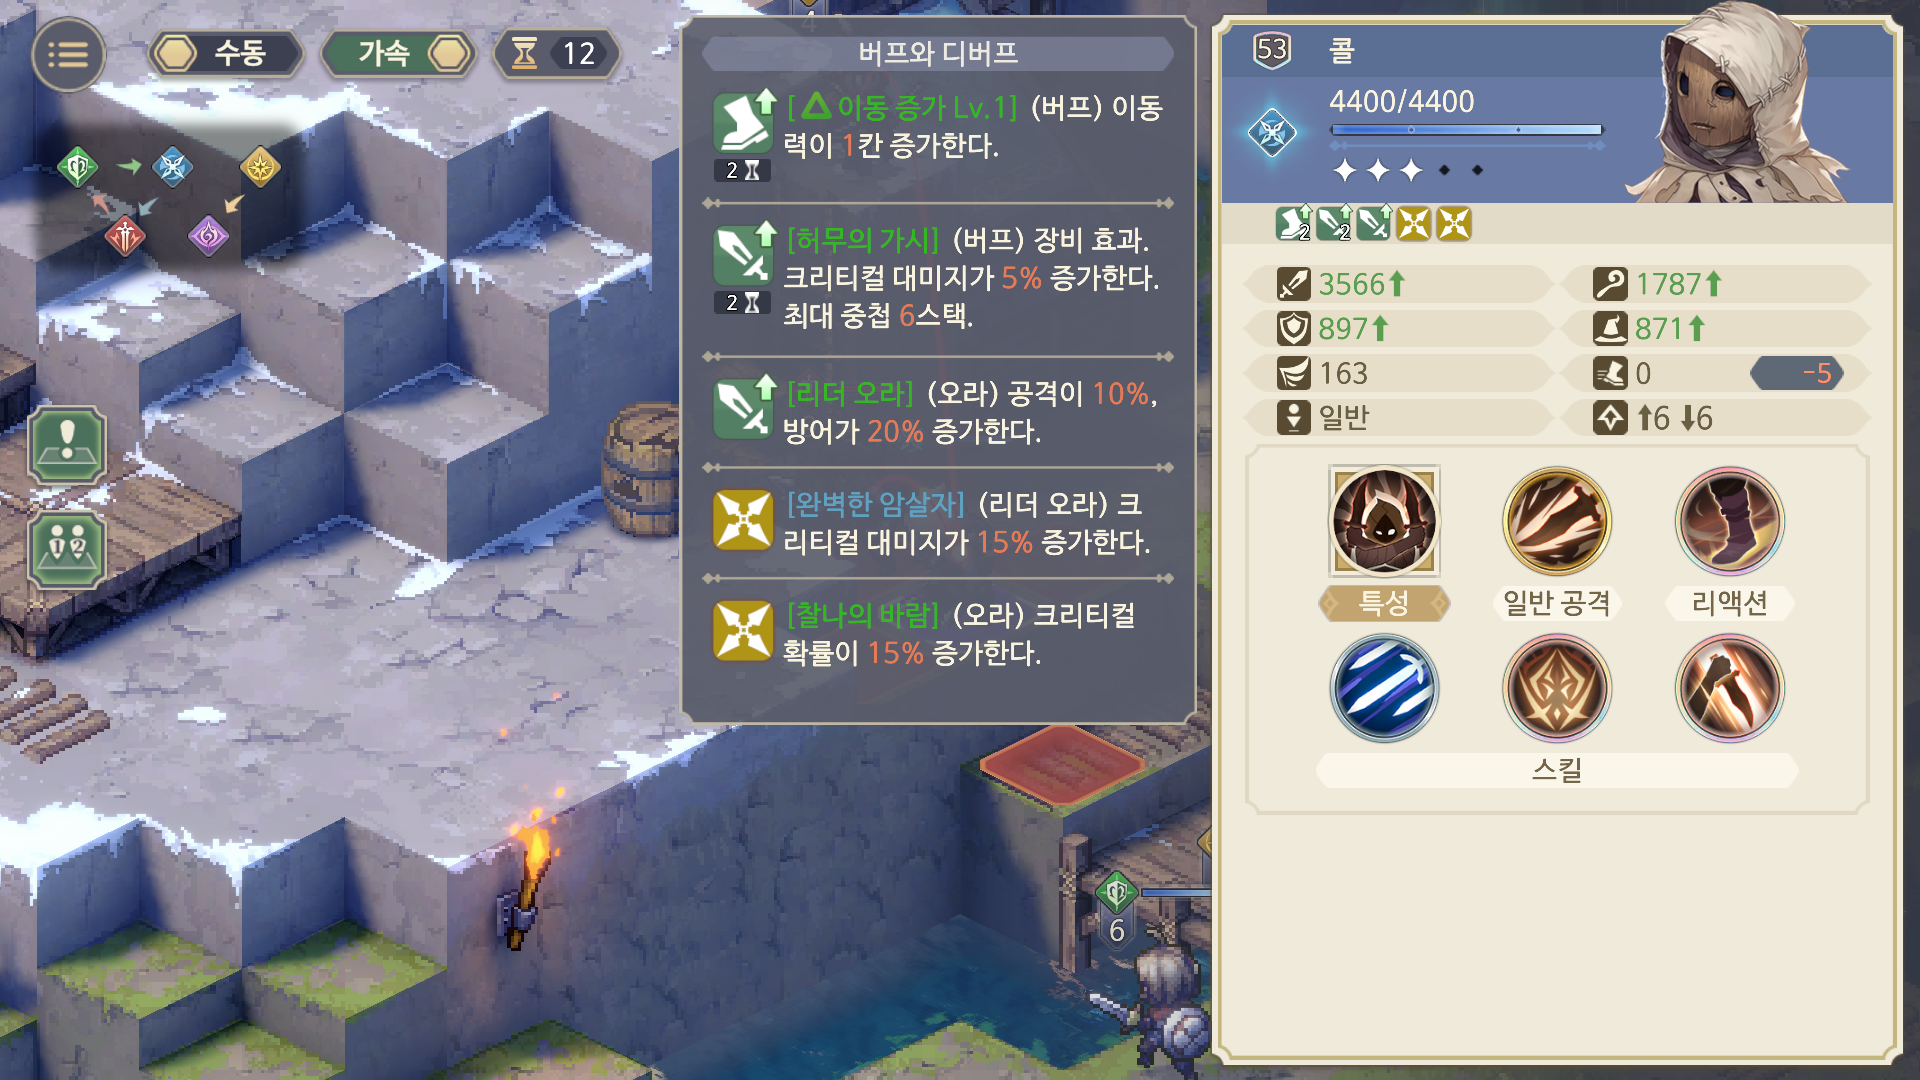 수동
가속
12
버프와 디버프
[△이동 증가 Lv.1] (버프) 이동
력이 1칸 증가한다.
2
[허무의 가시] (버프) 장비 효과.
크리티컬 대미지가 5% 증가한다.
최대 중첩 6스택.
2
[리더 오라] (오라) 공격이 10%,
방어가 20% 증가한다.
[완벽한 암살자] (리더 오라) 크
리티컬 대미지가 15% 증가한다.
[찰나의 바람] (오라) 크리티컬
확률이 15% 증가한다.
53 콜
4400/4400
2 2
3566↑ 1787↑
897↑ 871↑
163 0 -5
일반 ↑6 ↓6
특성 일반 공격 리액션
스킬
1 2
6